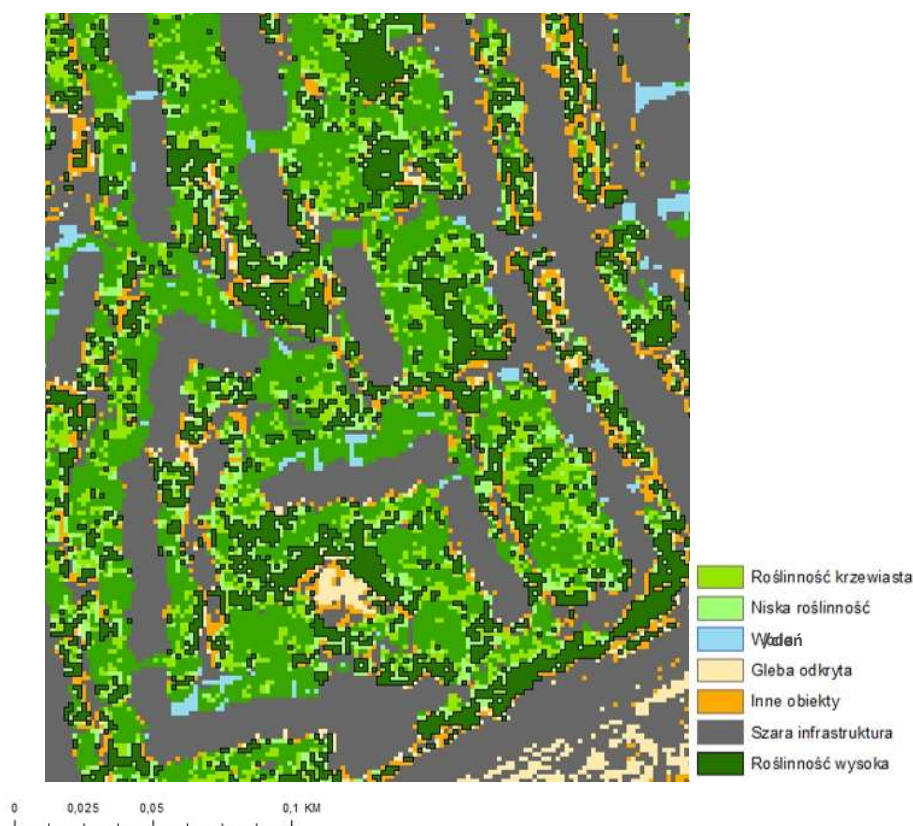 Roślinność krzewiasta
Niska roślinność
Gleba odkryta
Inne obiekty
Szara infrastruktura
Roślinność wysoka
0 0,025 0,05 0,1 KM